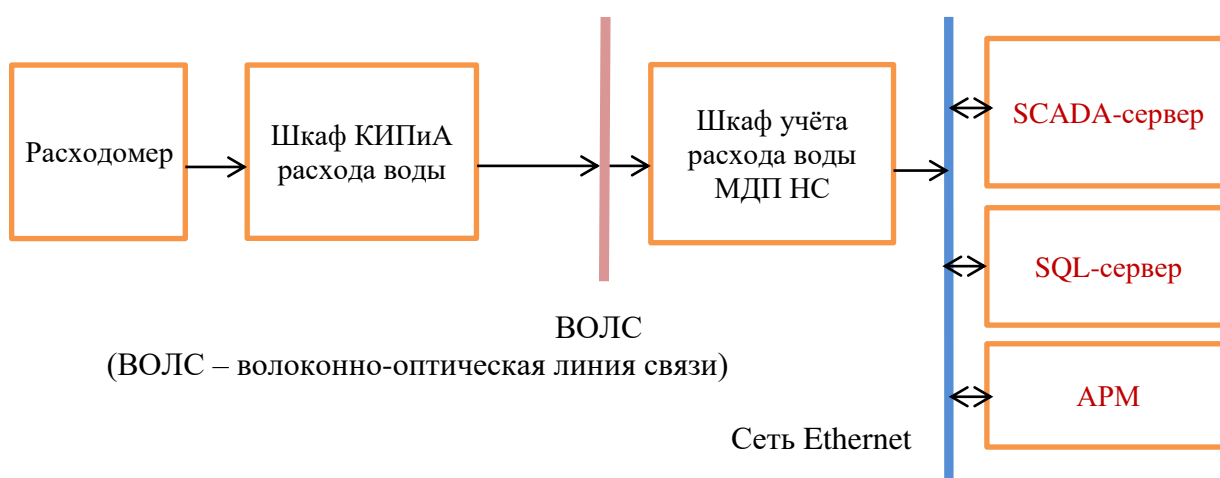 Расходомер
Шкаф КИПиА
расхода воды
Шкаф учёта
расхода воды
МДП НС
SCADA-сервер
SQL-сервер
АРМ
ВОЛС
(ВОЛС – волоконно-оптическая линия связи)
Сеть Ethernet